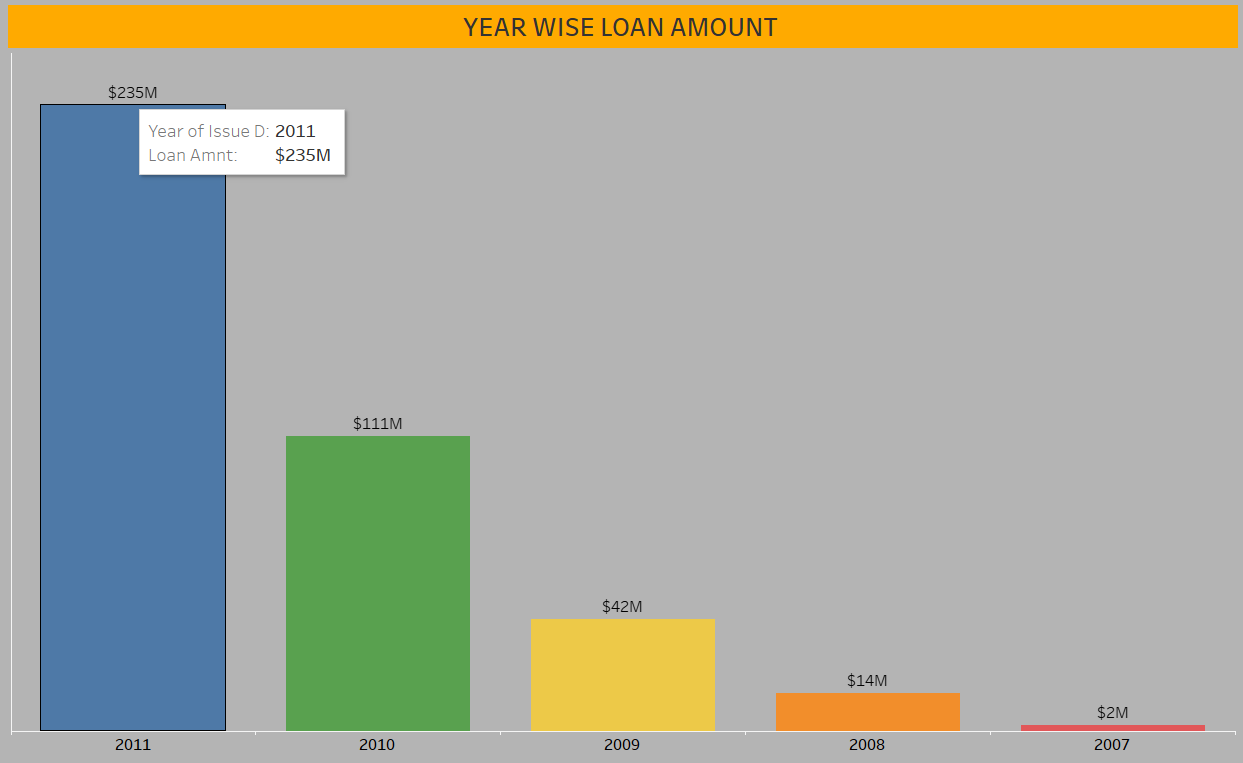 YEAR WISE LOAN AMOUNT
$235M
Year of Issue D: 2011
Loan Amnt: $235M
$111M
$42M
$14M
$2M
2011 2010 2009 2008 2007